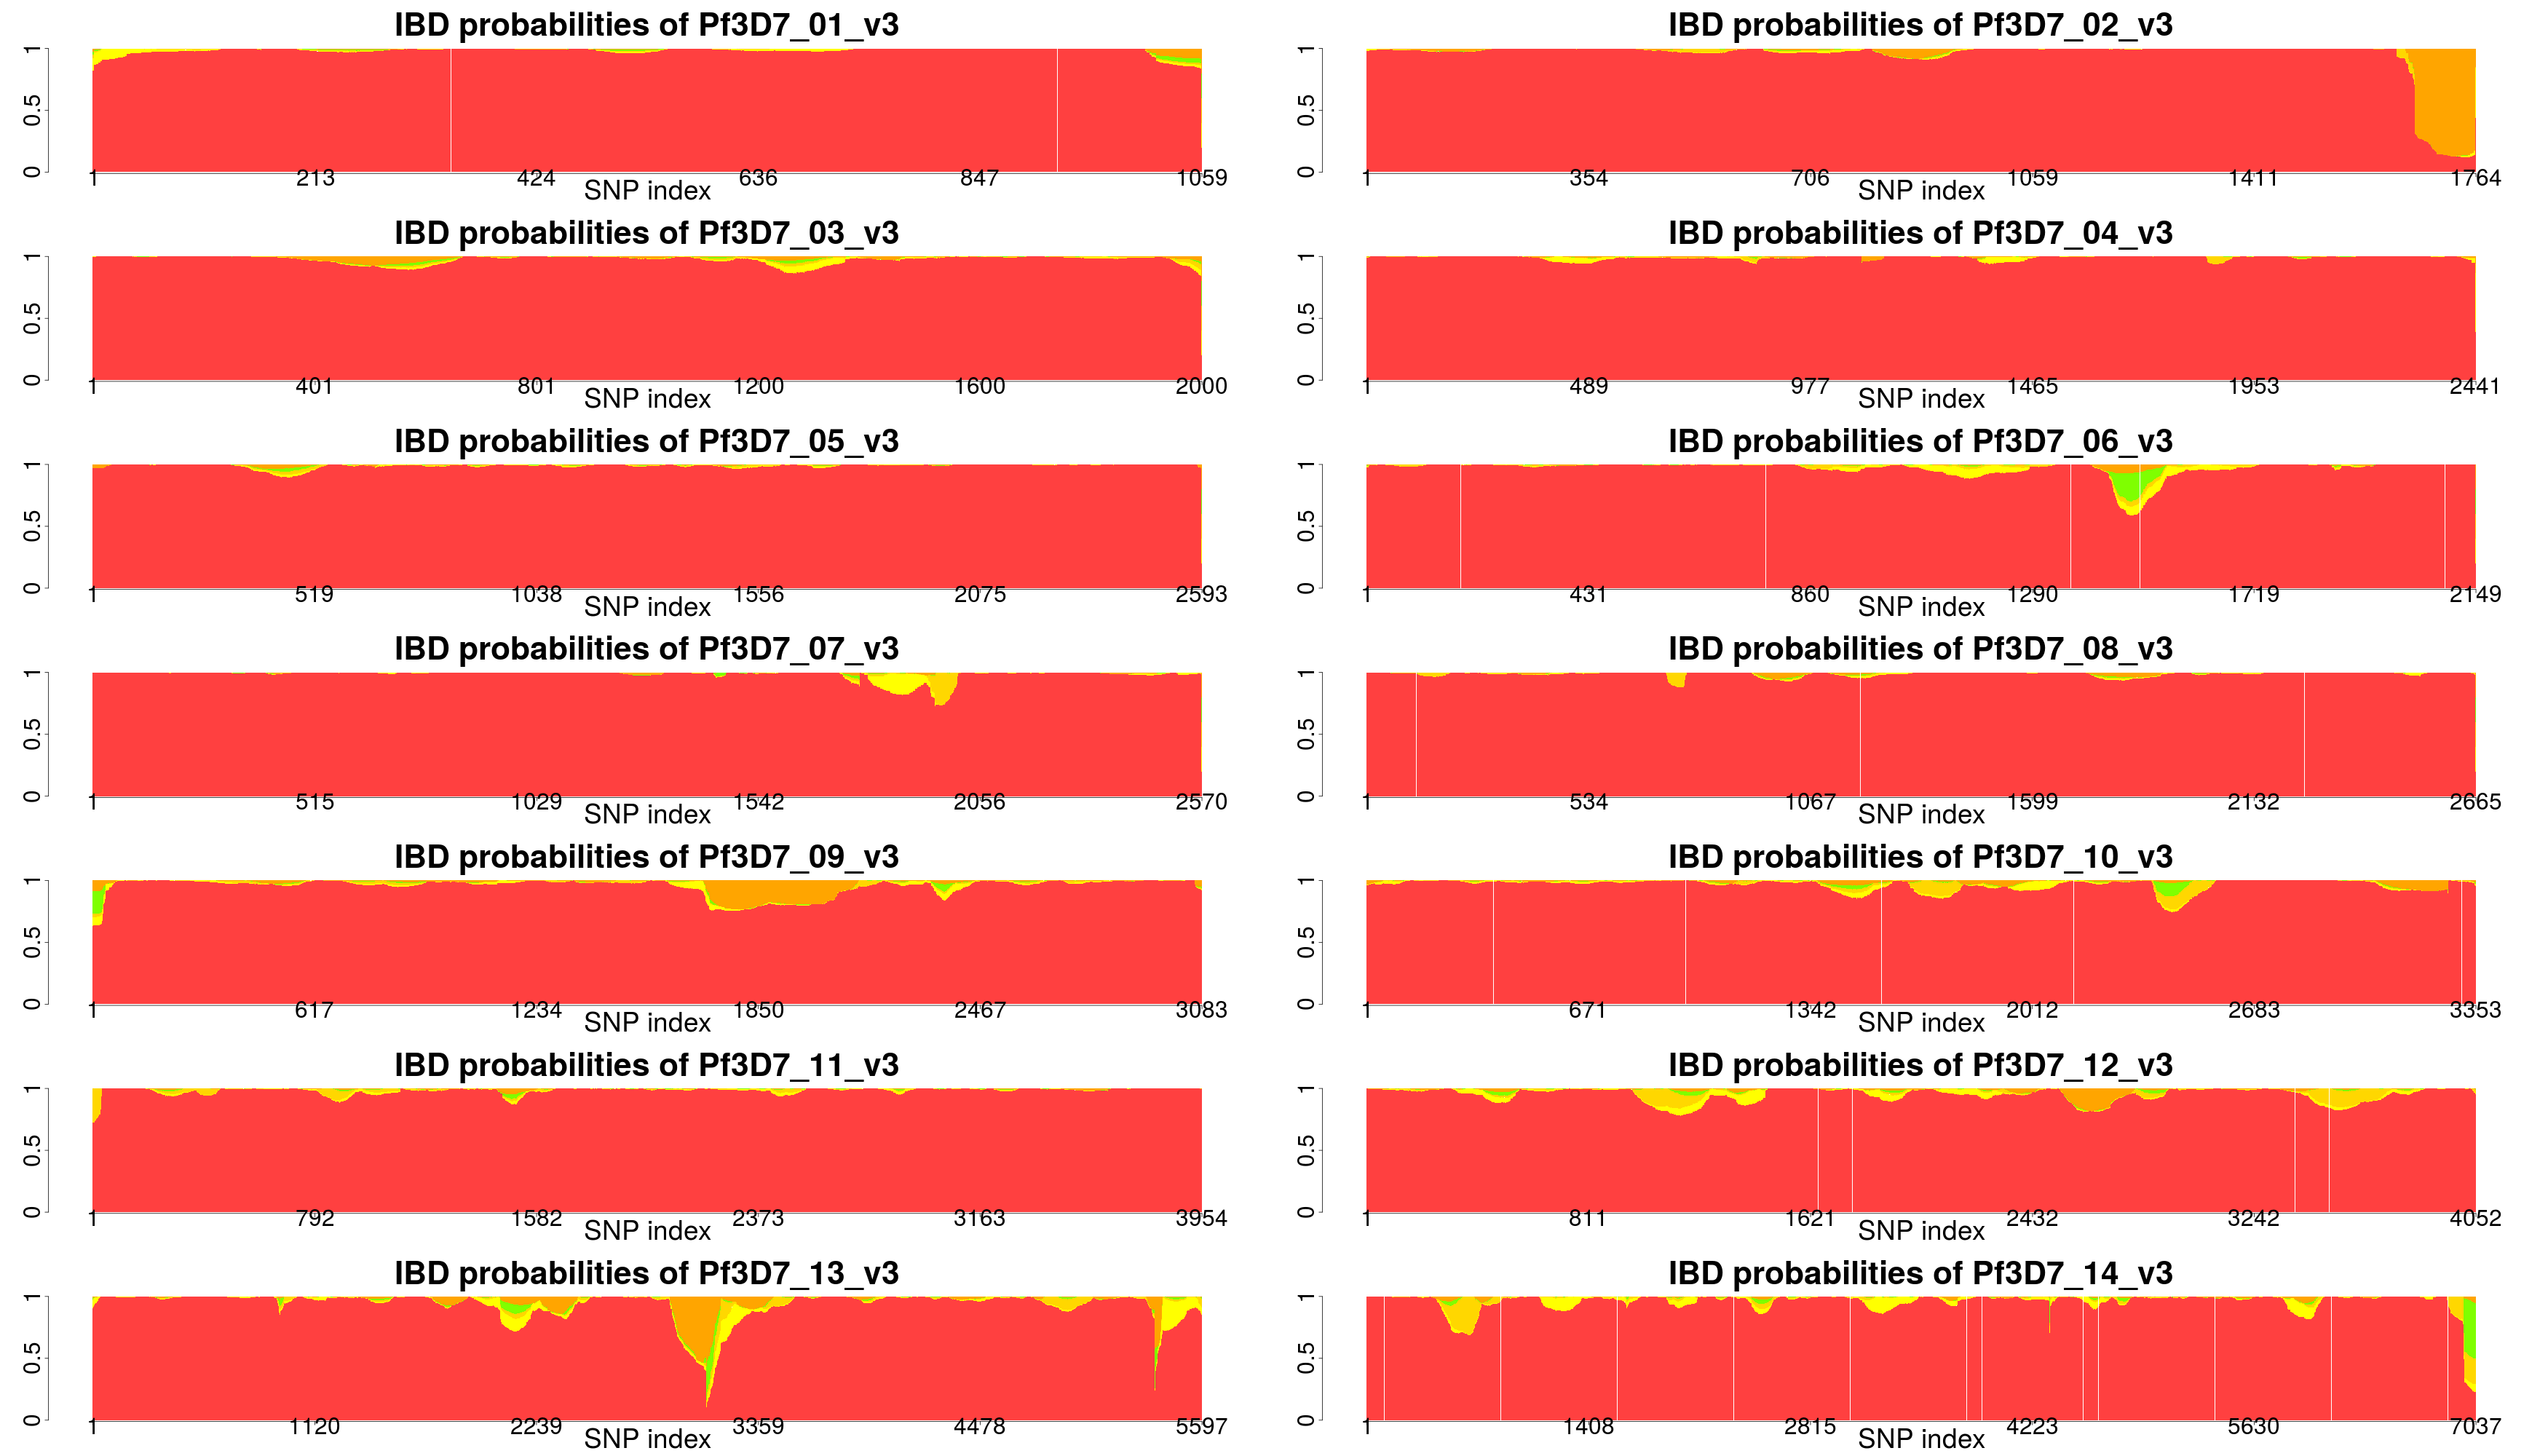 IBD probabilities of Pf3D7_01_v3
0 0.5 1
1 213 424 636 847 1059
SNP index
IBD probabilities of Pf3D7_02_v3
0 0.5 1
1 354 706 1059 1411 1764
SNP index
IBD probabilities of Pf3D7_03_v3
0 0.5 1
1 401 801 1200 1600 2000
SNP index
IBD probabilities of Pf3D7_04_v3
0 0.5 1
1 489 977 1465 1953 2441
SNP index
IBD probabilities of Pf3D7_05_v3
0 0.5 1
1 519 1038 1556 2075 2593
SNP index
IBD probabilities of Pf3D7_06_v3
0 0.5 1
1 431 860 1290 1719 2149
SNP index
IBD probabilities of Pf3D7_07_v3
0 0.5 1
1 515 1029 1542 2056 2570
SNP index
IBD probabilities of Pf3D7_08_v3
0 0.5 1
1 534 1067 1599 2132 2665
SNP index
IBD probabilities of Pf3D7_09_v3
0 0.5 1
1 617 1234 1850 2467 3083
SNP index
IBD probabilities of Pf3D7_10_v3
0 0.5 1
1 671 1342 2012 2683 3353
SNP index
IBD probabilities of Pf3D7_11_v3
0 0.5 1
1 792 1582 2373 3163 3954
SNP index
IBD probabilities of Pf3D7_12_v3
0 0.5 1
1 811 1621 2432 3242 4052
SNP index
IBD probabilities of Pf3D7_13_v3
0 0.5 1
1 1120 2239 3359 4478 5597
SNP index
IBD probabilities of Pf3D7_14_v3
0 0.5 1
1 1408 2815 4223 5630 7037
SNP index